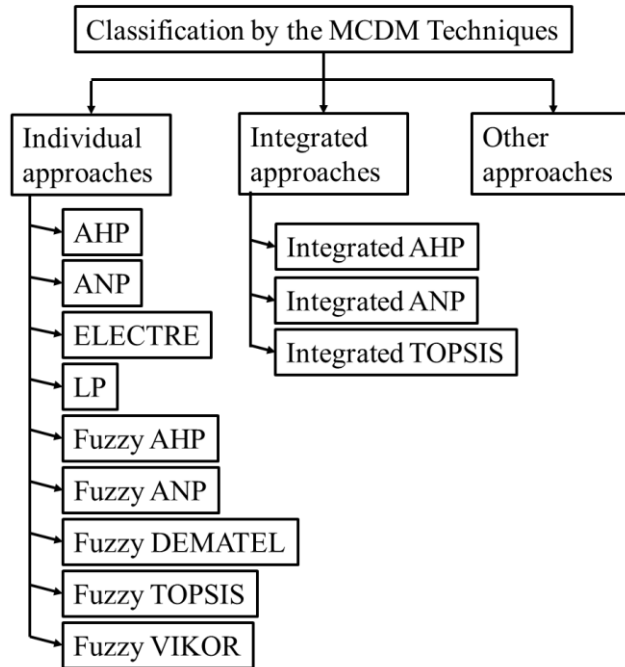 Classification by the MCDM Techniques
Individual
approaches
Integrated
approaches
Other
approaches
AHP
ANP
ELECTRE
LP
Fuzzy AHP
Fuzzy ANP
Fuzzy DEMATEL
Fuzzy TOPSIS
Fuzzy VIKOR
Integrated AHP
Integrated ANP
Integrated TOPSIS